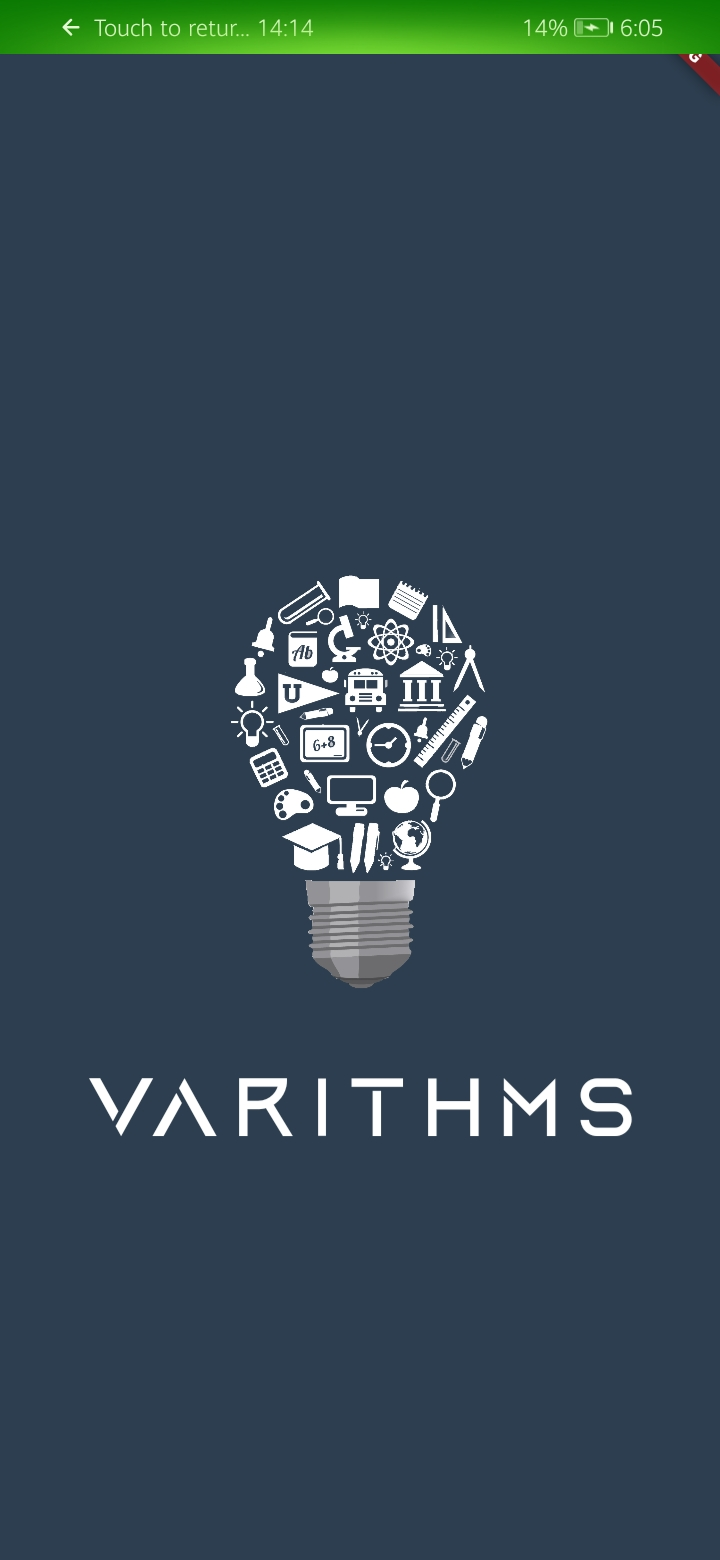 Touch to retur... 14:14 14% 6:05
G
Ab
U
6+8
VARITHMS